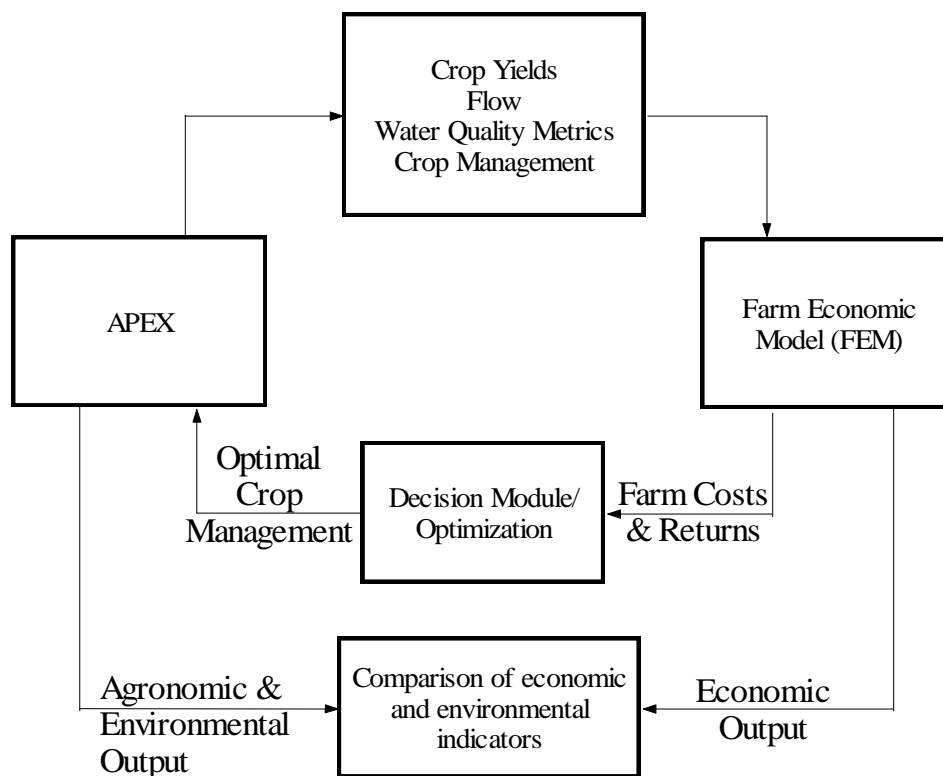 Crop Yields
Flow
Water Quality Metrics
Crop Management
APEX
Farm Economic
Model (FEM)
Optimal
Crop
Management
Decision Module/
Optimization
Farm Costs
& Returns
Agronomic &
Environmental
Output
Comparison of economic
and environmental
indicators
Economic
Output